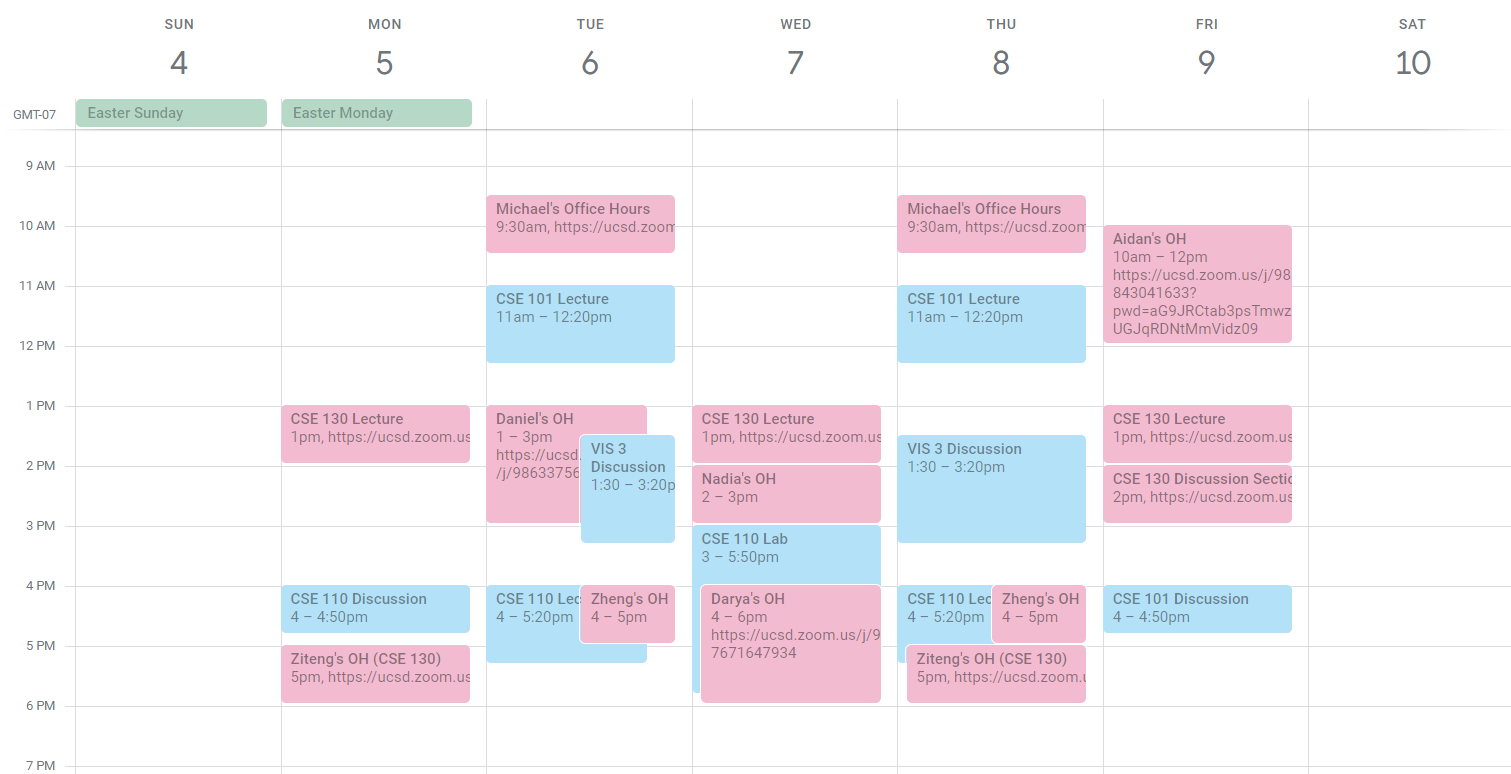 SUN MON TUE WED THU FRI SAT
4 5 6 7 8 9 10
GMT-07
Easter Sunday
Easter Monday
9 AM
10 AM
11 AM
12 PM
1 PM
2 PM
3 PM
4 PM
5 PM
6 PM
7 PM
CSE 130 Lecture
1pm, https://ucsd.zoom.us
CSE 110 Discussion
4 – 4:50pm
Ziteng's OH (CSE 130)
5pm, https://ucsd.zoom.us
Michael's Office Hours
9:30am, https://ucsd.zoom
CSE 101 Lecture
11am – 12:20pm
Daniel's OH
1 – 3pm
https://ucsd.
/j/98633756
VIS 3
Discussion
1:30 – 3:20p
CSE 110 Lec
4 – 5:20pm
Zheng's OH
4 – 5pm
CSE 130 Lecture
1pm, https://ucsd.zoom.us
Nadia's OH
2 – 3pm
CSE 110 Lab
3 – 5:50pm
Darya's OH
4 – 6pm
https://ucsd.zoom.us/j/9
7671647934
Michael's Office Hours
9:30am, https://ucsd.zoom
CSE 101 Lecture
11am – 12:20pm
VIS 3 Discussion
1:30 – 3:20pm
CSE 110 Lec
4 – 5:20pm
Zheng's OH
4 – 5pm
Ziteng's OH (CSE 130)
5pm, https://ucsd.zoom.u
Aidan's OH
10am – 12pm
https://ucsd.zoom.us/j/98
843041633?
pwd=aG9JRCtab3psTmwz
UGJqRDNtMmVidz09
CSE 130 Lecture
1pm, https://ucsd.zoom.us
CSE 130 Discussion Sectio
2pm, https://ucsd.zoom.us
CSE 101 Discussion
4 – 4:50pm